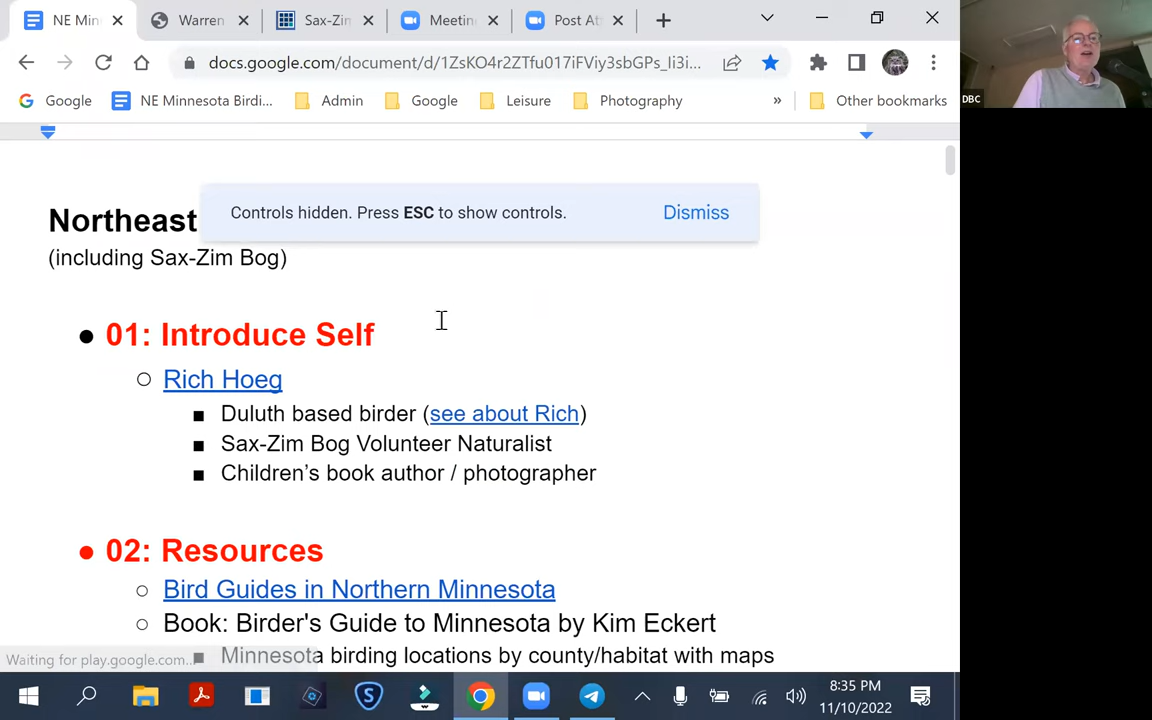 NE Min
Warren
Sax-Zin
Meetin
Post At
docs.google.com/document/d/1ZsKO4r2ZTfu017iFViy3sbGPs_Ii3i...
Google
NE Minnesota Birdi...
Admin
Google
Leisure
Photography
»
Other bookmarks
DBC
Controls hidden. Press ESC to show controls.
Dismiss
Northeast
(including Sax-Zim Bog)
● 01: Introduce Self
○ Rich Hoeg
■ Duluth based birder (see about Rich)
■ Sax-Zim Bog Volunteer Naturalist
■ Children's book author / photographer
● 02: Resources
○ Bird Guides in Northern Minnesota
○ Book: Birder's Guide to Minnesota by Kim Eckert
■ Minnesota birding locations by county/habitat with maps
Waiting for play.google.com...
8:35 PM
11/10/2022